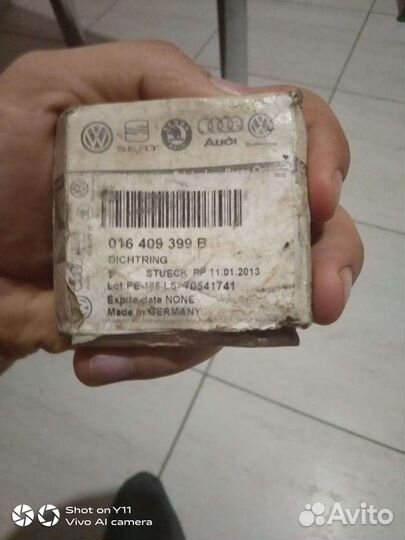 SEAT
Audi
016 409 399 B
DICHTRING
STUECK PP 11.01.2013
Lot PE-195 LS: 70541741
Expire date NONE
Made in GERMANY
Shot on Y11
Vivo AI camera
Avito